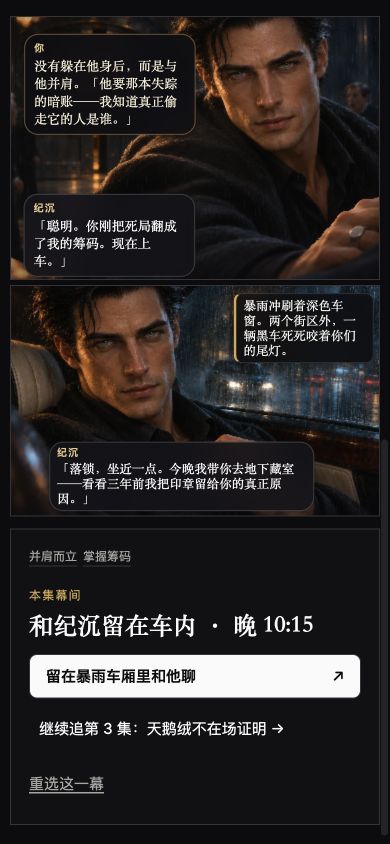 你
没有躲在他身后，而是与
他并肩。「他要那本失踪
的暗账——我知道真正偷
走它的人是谁。」
纪沉
「聪明。你刚把死局翻成
了我的筹码。现在上
车。」
暴雨冲刷着深色车
窗。两个街区外，一
辆黑车死死咬着你们
的尾灯。
纪沉
「落锁，坐近一点。今晚我带你去地下藏室
——看看三年前我把印章留给你的真正原
因。」
并肩而立 掌握筹码
本集幕间
和纪沉留在车内 · 晚 10:15
留在暴雨车厢里和他聊 ↗
继续追第 3 集：天鹅绒不在场证明 →
重选这一幕